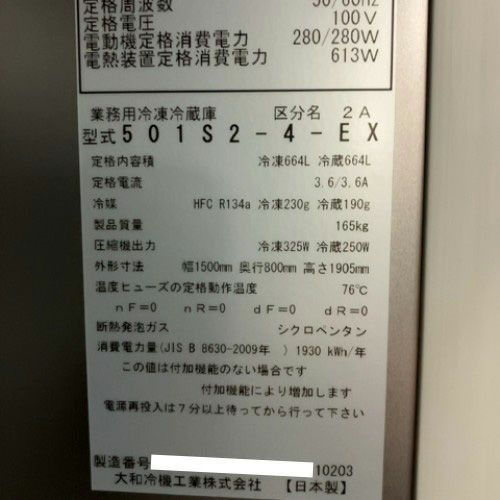 定格周波数 50/60Hz
定格電圧 100V
電動機定格消費電力 280/280W
電熱装置定格消費電力 613W
業務用冷凍冷蔵庫 区分名 2A
型式 501S2-4-EX
定格内容積 冷凍664L 冷蔵664L
定格電流 3.6/3.6A
冷媒 HFC R134a 冷凍230g 冷蔵190g
製品質量 165kg
圧縮機出力 冷凍325W 冷蔵250W
外形寸法 幅1500mm 奥行800mm 高さ1905mm
温度ヒューズの定格動作温度 76℃
nF=0 nR=0 dF=0 dR=0
断熱発泡ガス シクロペンタン
消費電力量(JIS B 8630-2009年 ) 1930 kWh/年
この値は付加機能のない場合です
付加機能により増加します
電源再投入は7分以上待ってから行って下さい
製造番号 10203
大和冷機工業株式会社 【日本製】